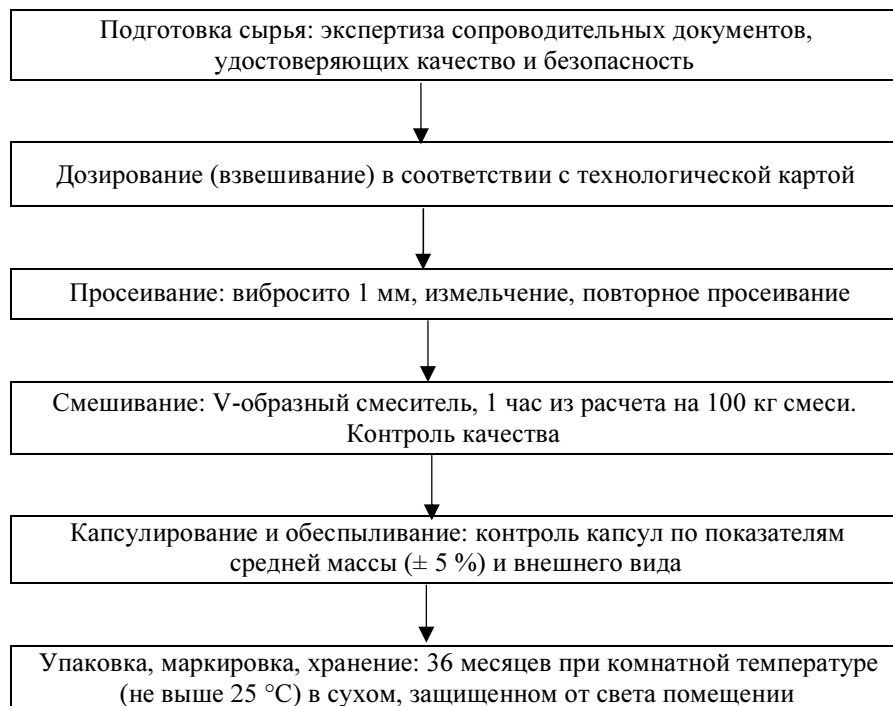 Подготовка сырья: экспертиза сопроводительных документов,
удостоверяющих качество и безопасность
Дозирование (взвешивание) в соответствии с технологической картой
Просеивание: вибросито 1 мм, измельчение, повторное просеивание
Смешивание: V-образный смеситель, 1 час из расчета на 100 кг смеси.
Контроль качества
Капсулирование и обеспыливание: контроль капсул по показателям
средней массы (± 5 %) и внешнего вида
Упаковка, маркировка, хранение: 36 месяцев при комнатной температуре
(не выше 25 °С) в сухом, защищенном от света помещении